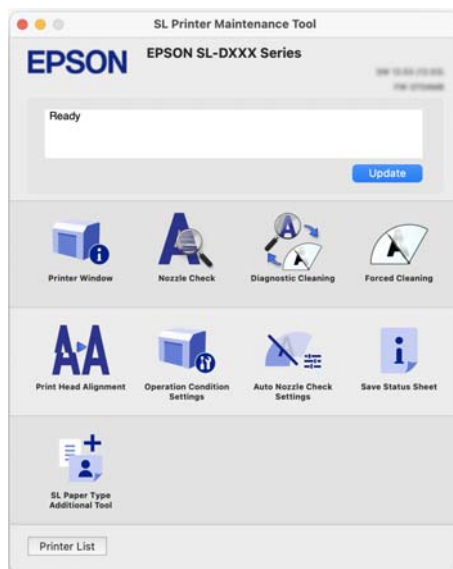 SL Printer Maintenance Tool
EPSON
EPSON SL-DXXX Series
Ready
Update
Printer Window
Nozzle Check
Diagnostic Cleaning
Forced Cleaning
Print Head Alignment
Operation Condition
Settings
Auto Nozzle Check
Settings
Save Status Sheet
SL Paper Type
Additional Tool
Printer List